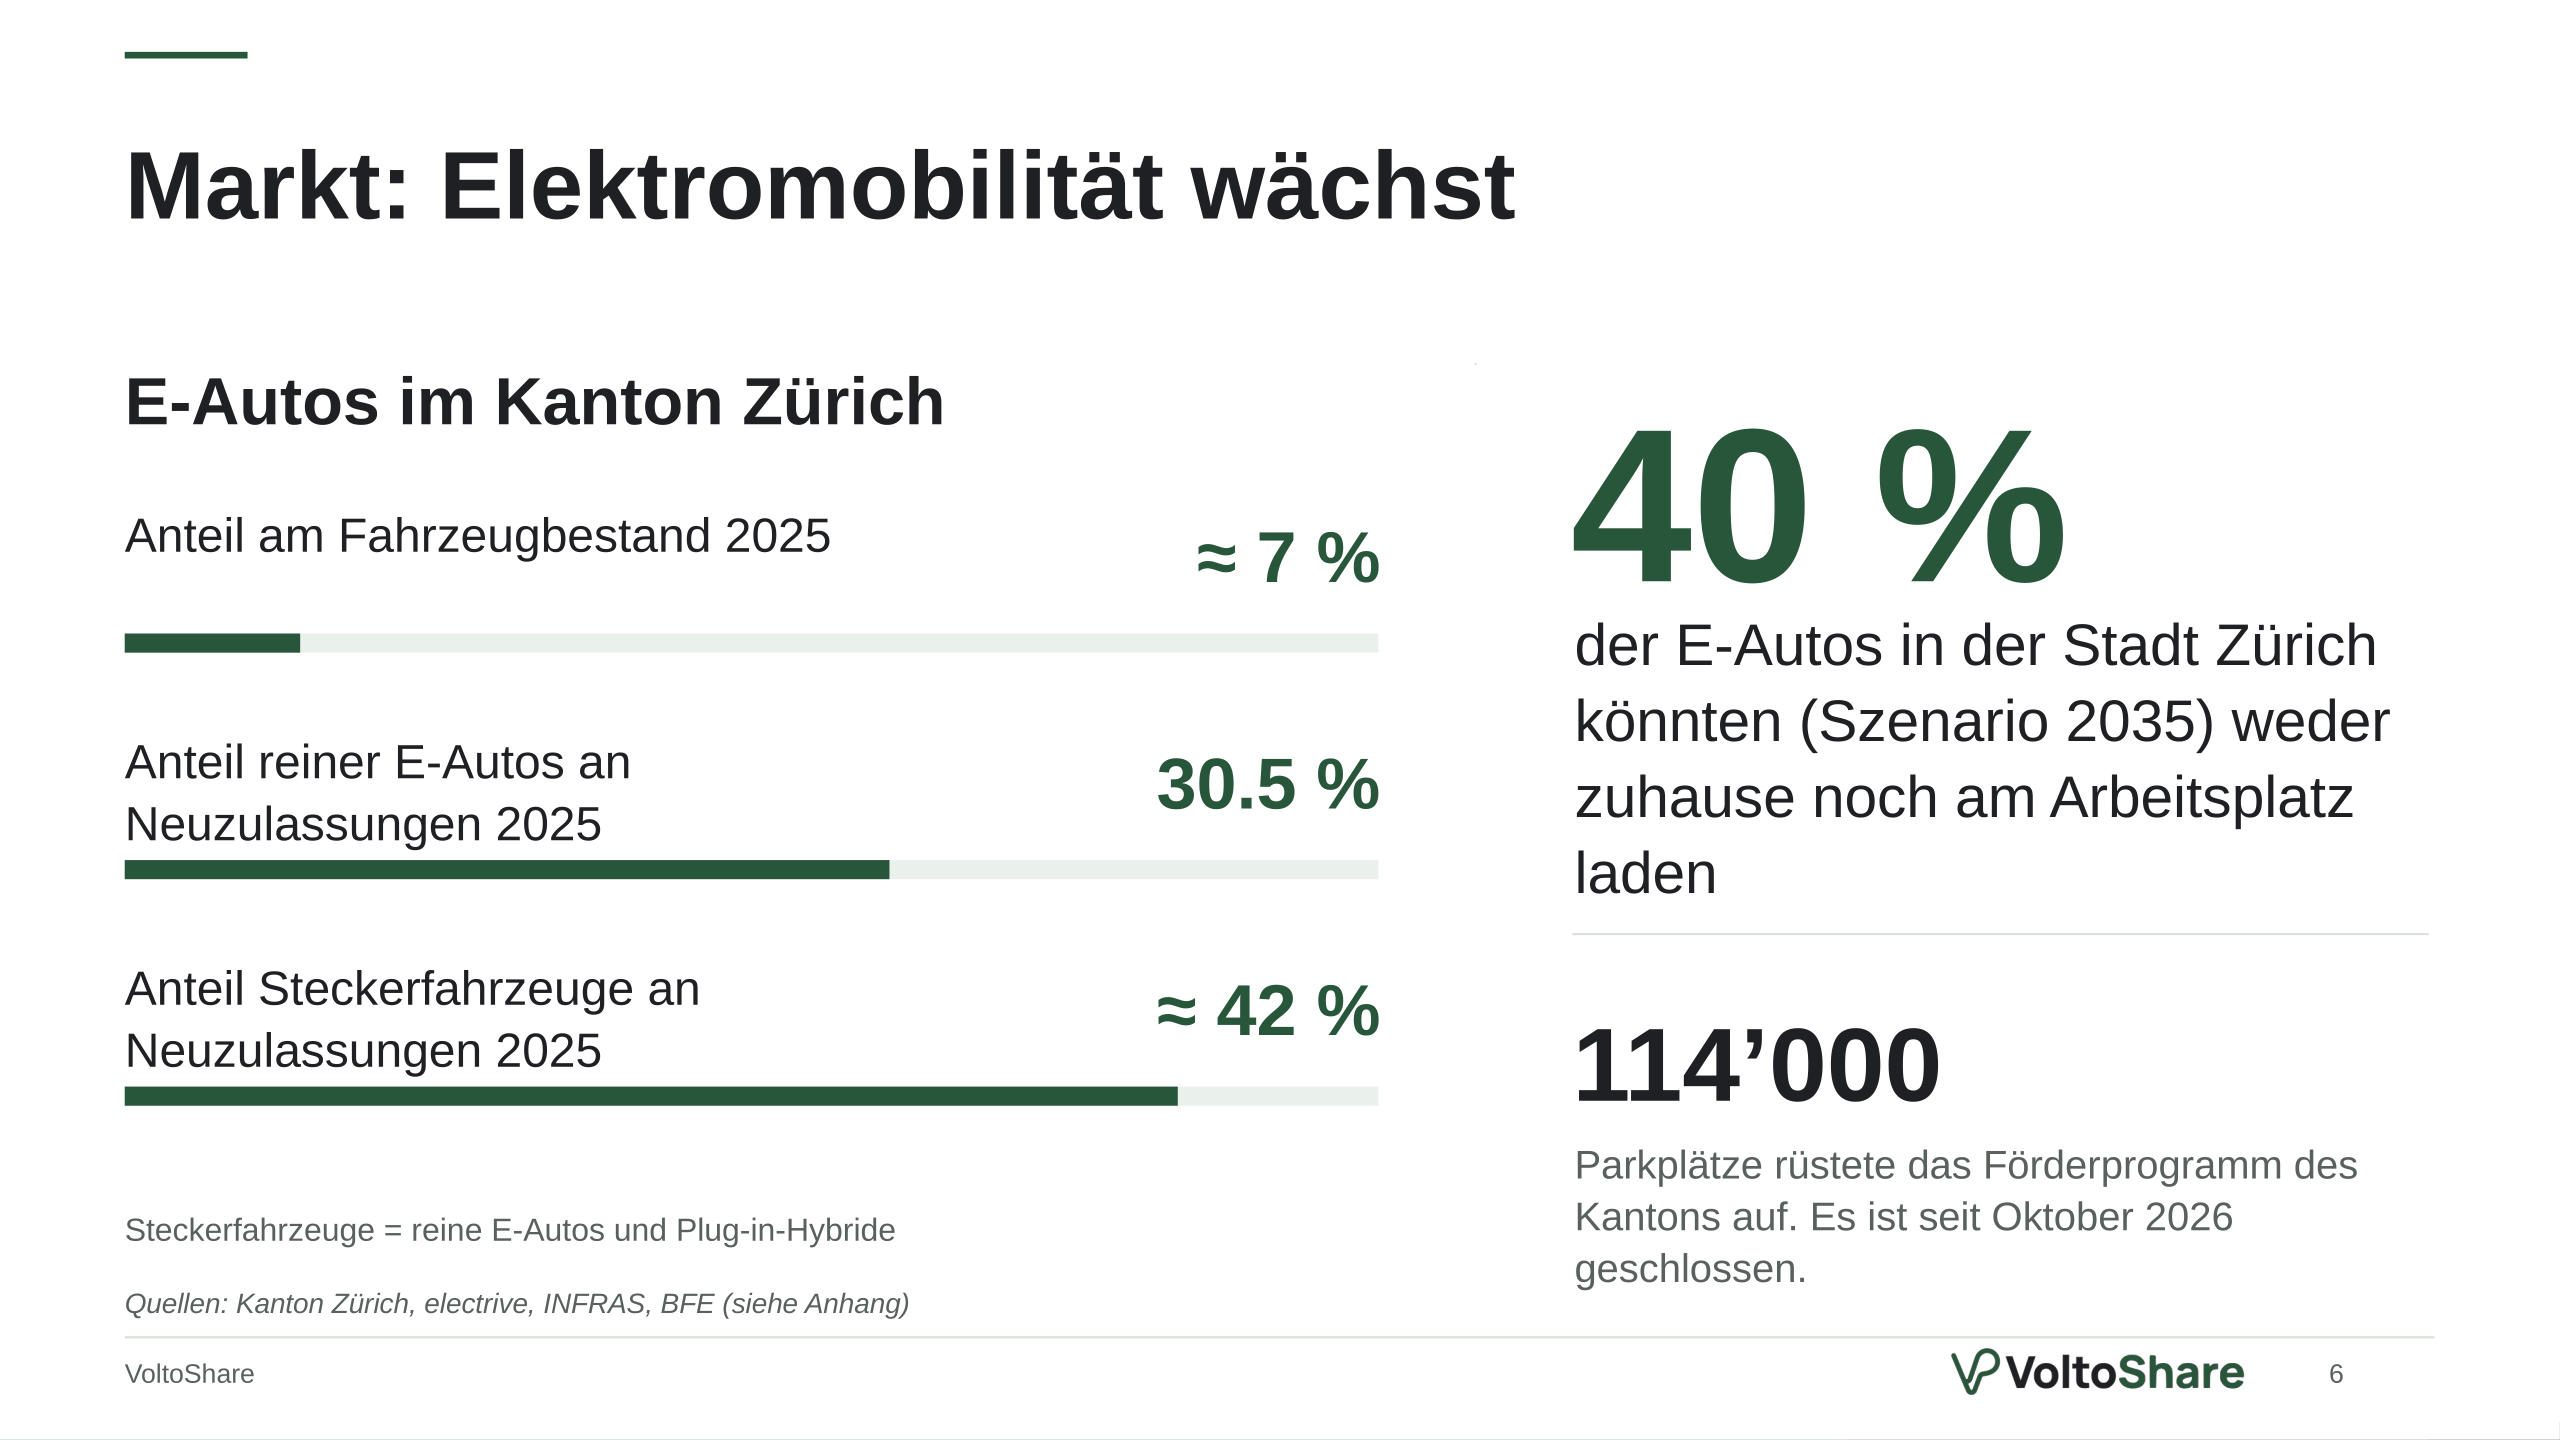 Markt: Elektromobilität wächst
E-Autos im Kanton Zürich
Anteil am Fahrzeugbestand 2025
≈ 7 %
Anteil reiner E-Autos an
Neuzulassungen 2025
30.5 %
Anteil Steckerfahrzeuge an
Neuzulassungen 2025
≈ 42 %
Steckerfahrzeuge = reine E-Autos und Plug-in-Hybride
Quellen: Kanton Zürich, electrive, INFRAS, BFE (siehe Anhang)
40 %
der E-Autos in der Stadt Zürich
könnten (Szenario 2035) weder
zuhause noch am Arbeitsplatz
laden
114’000
Parkplätze rüstete das Förderprogramm des
Kantons auf. Es ist seit Oktober 2026
geschlossen.
VoltoShare
VoltoShare
6